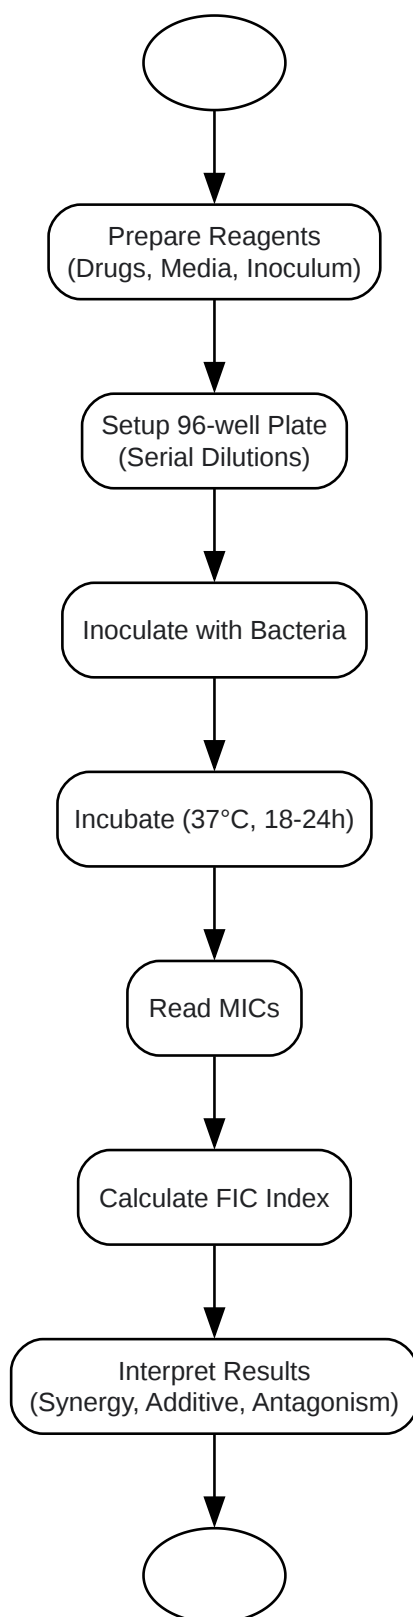 Prepare Reagents
(Drugs, Media, Inoculum)
Setup 96-well Plate
(Serial Dilutions)
Inoculate with Bacteria
Incubate (37°C, 18-24h)
Read MICs
Calculate FIC Index
Interpret Results
(Synergy, Additive, Antagonism)